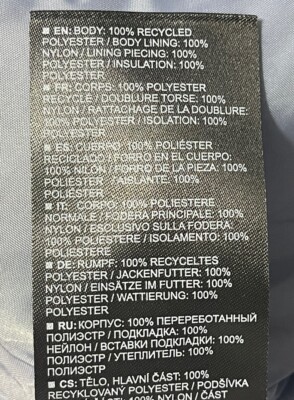 ■ EN: BODY: 100% RECYCLED
POLYESTER / BODY LINING: 100%
NYLON / LINING PIECING: 100%
POLYESTER / INSULATION: 100%
POLYESTER
■ FR: CORPS: 100% POLYESTER
RECYCLE / DOUBLURE TORSE: 100%
NYLON / RATTACHAGE DE LA DOUBLURE:
100% POLYESTER / ISOLATION: 100%
POLYESTER
■ ES: CUERPO: 100% POLIÉSTER
RECICLADO / FORRO EN EL CUERPO:
100% NILÓN / FORRO DE LA PIEZA: 100%
POLIÉSTER / AISLANTE: 100%
POLIÉSTER
■ IT: CORPO: 100% POLIESTERE
NORMALE / FODERA PRINCIPALE: 100%
NYLON / ESCLUSIVO SULLA FODERA:
100% POLIESTERE / ISOLAMENTO: 100%
POLIESTERE
■ DE: RUMPF: 100% RECYCELTES
POLYESTER / JACKENFUTTER: 100%
NYLON / EINSÄTZE IM FUTTER: 100%
POLYESTER / WATTIERUNG: 100%
POLYESTER
■ RU: КОРПУС: 100% ПЕРЕРАБОТАННЫЙ
ПОЛИЭСТР / ПОДКЛАДКА: 100%
НЕЙЛОН / ВСТАВКИ ПОДКЛАДКИ: 100%
ПОЛИЭСТР / УТЕПЛИТЕЛЬ: 100%
ПОЛИЭСТР
■ CS: TĚLO, HLAVNÍ ČÁST: 100%
RECYKLOVANÝ POLYESTER / PODŠÍVKA
ČÁST: 100% NYLON / ČÁST